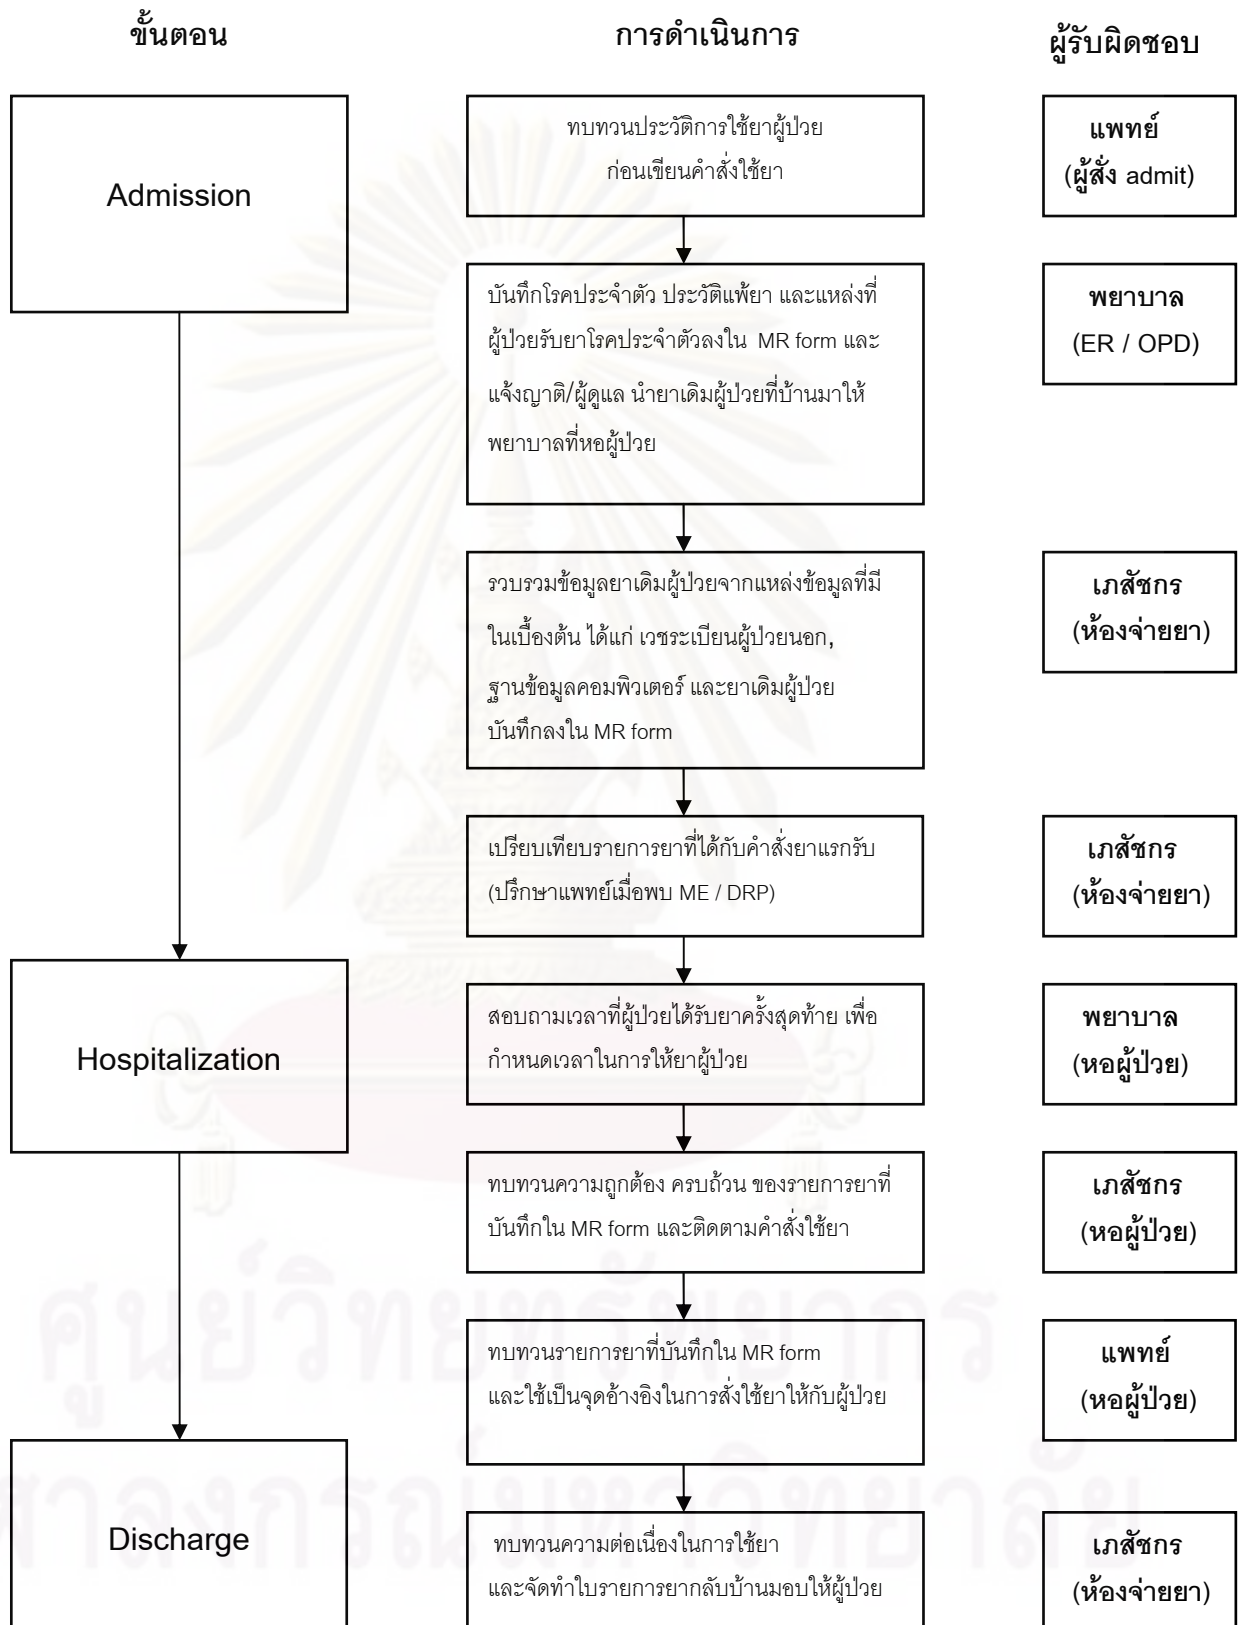 ขั้นตอน
การดำเนินการ
ผู้รับผิดชอบ
Admission
ทบทวนประวัติการใช้ยาผู้ป่วย
ก่อนเขียนคำสั่งใช้ยา
แพทย์
(ผู้สั่ง admit)
บันทึกโรคประจำตัว ประวัติแพ้ยา และแหล่งที่
ผู้ป่วยรับยาโรคประจำตัวลงใน MR form และ
แจ้งญาติ/ผู้ดูแล นำยาเดิมผู้ป่วยที่บ้านมาให้
พยาบาลที่หอผู้ป่วย
พยาบาล
(ER / OPD)
รวบรวมข้อมูลยาเดิมผู้ป่วยจากแหล่งข้อมูลที่มี
ในเบื้องต้น ได้แก่ เวชระเบียนผู้ป่วยนอก,
ฐานข้อมูลคอมพิวเตอร์ และยาเดิมผู้ป่วย
บันทึกลงใน MR form
เภสัชกร
(ห้องจ่ายยา)
เปรียบเทียบรายการยาที่ได้กับคำสั่งยาแรกรับ
(ปรึกษาแพทย์เมื่อพบ ME / DRP)
เภสัชกร
(ห้องจ่ายยา)
Hospitalization
สอบถามเวลาที่ผู้ป่วยได้รับยาครั้งสุดท้าย เพื่อ
กำหนดเวลาในการให้ยาผู้ป่วย
พยาบาล
(หอผู้ป่วย)
ทบทวนความถูกต้อง ครบถ้วน ของรายการยาที่
บันทึกใน MR form และติดตามคำสั่งใช้ยา
เภสัชกร
(หอผู้ป่วย)
ทบทวนรายการยาที่บันทึกใน MR form
และใช้เป็นจุดอ้างอิงในการสั่งใช้ยาให้กับผู้ป่วย
แพทย์
(หอผู้ป่วย)
Discharge
ทบทวนความต่อเนื่องในการใช้ยา
และจัดทำใบรายการยากลับบ้านมอบให้ผู้ป่วย
เภสัชกร
(ห้องจ่ายยา)
ศูนย์วิทยทรัพยากร
ฬาลงกรณ์มหาวิทยาลัย